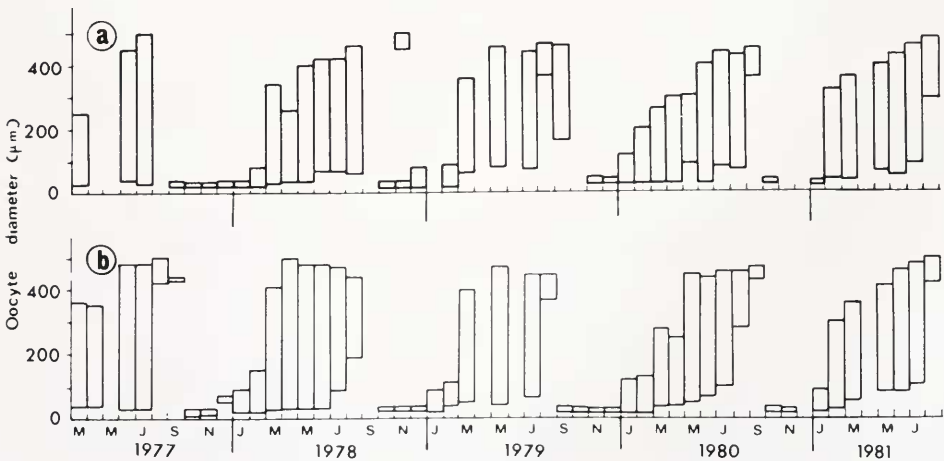 a
400
200
0
Oocyte diameter (µm)
b
400
200
0
M M J S N J M M J S N J M M J S N J M M J S N J M M J
1977 1978 1979 1980 1981